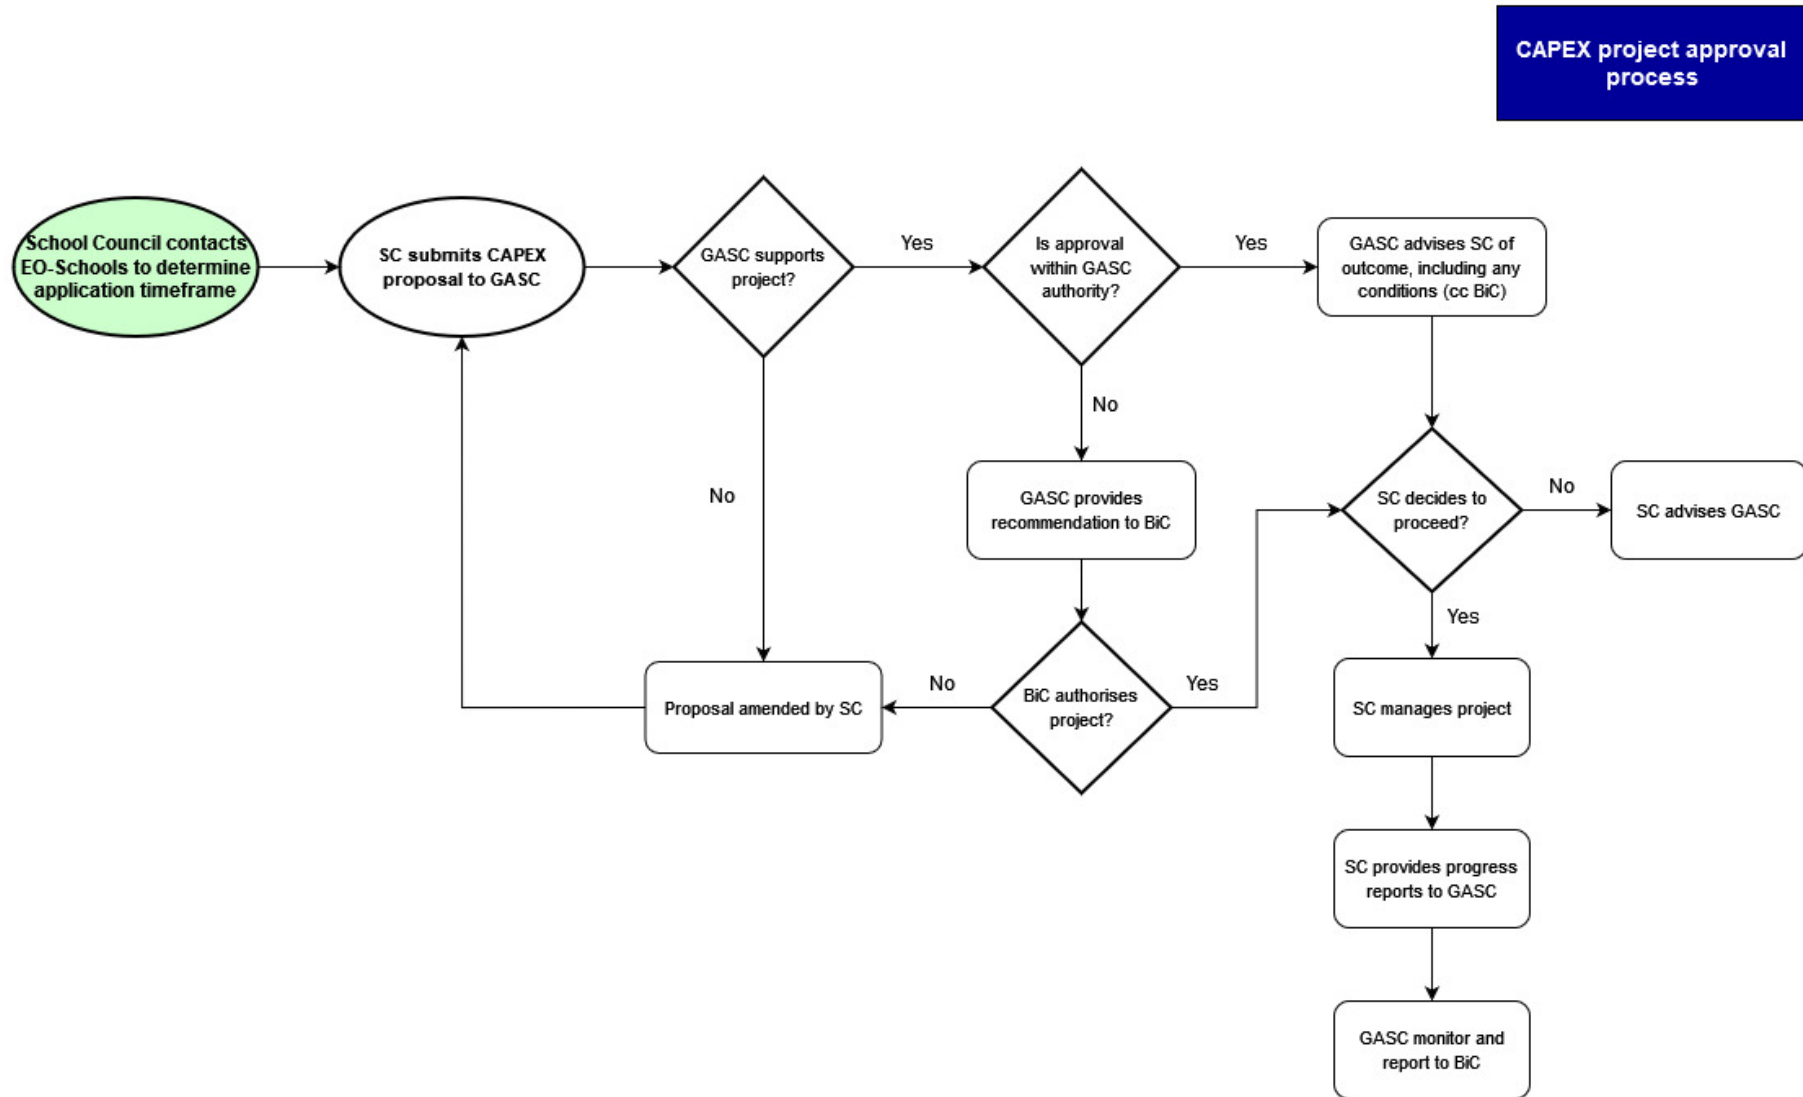 CAPEX project approval
process
School Council contacts
EO-Schools to determine
application timeframe
SC submits CAPEX
proposal to GASC
GASC supports
project?
Yes
Is approval
within GASC
authority?
Yes
GASC advises SC of
outcome, including any
conditions (cc BiC)
No
No
GASC provides
recommendation to BiC
SC decides to
proceed?
No
SC advises GASC
Yes
Proposal amended by SC
No
BiC authorises
project?
Yes
SC manages project
SC provides progress
reports to GASC
GASC monitor and
report to BiC